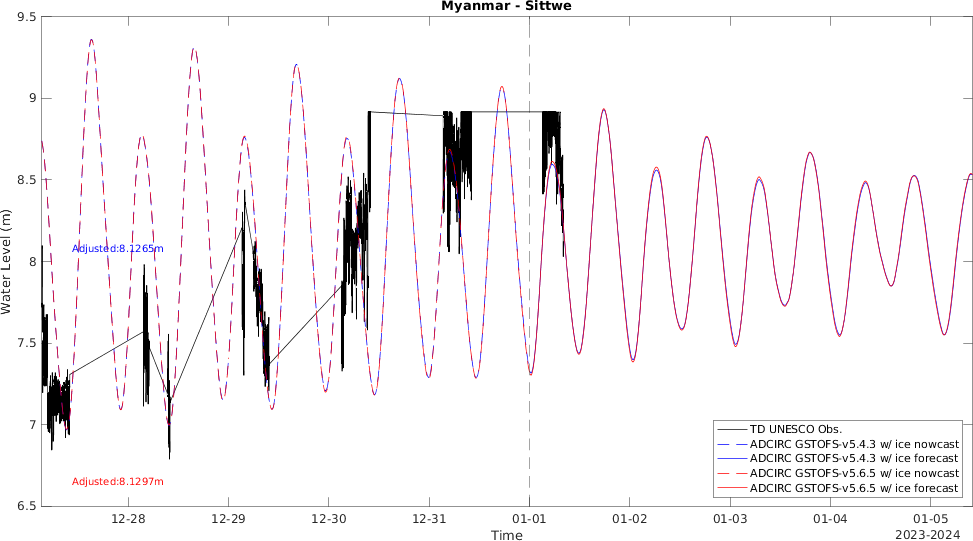 Myanmar - Sittwe
9.5
9
8.5
8
7.5
7
6.5
Water Level (m)
Adjusted:8.1265m
Adjusted:8.1297m
TD UNESCO Obs.
ADCIRC GSTOFS-v5.4.3 w/ ice nowcast
ADCIRC GSTOFS-v5.4.3 w/ ice forecast
ADCIRC GSTOFS-v5.6.5 w/ ice nowcast
ADCIRC GSTOFS-v5.6.5 w/ ice forecast
12-28 12-29 12-30 12-31 01-01 01-02 01-03 01-04 01-05
Time
2023-2024